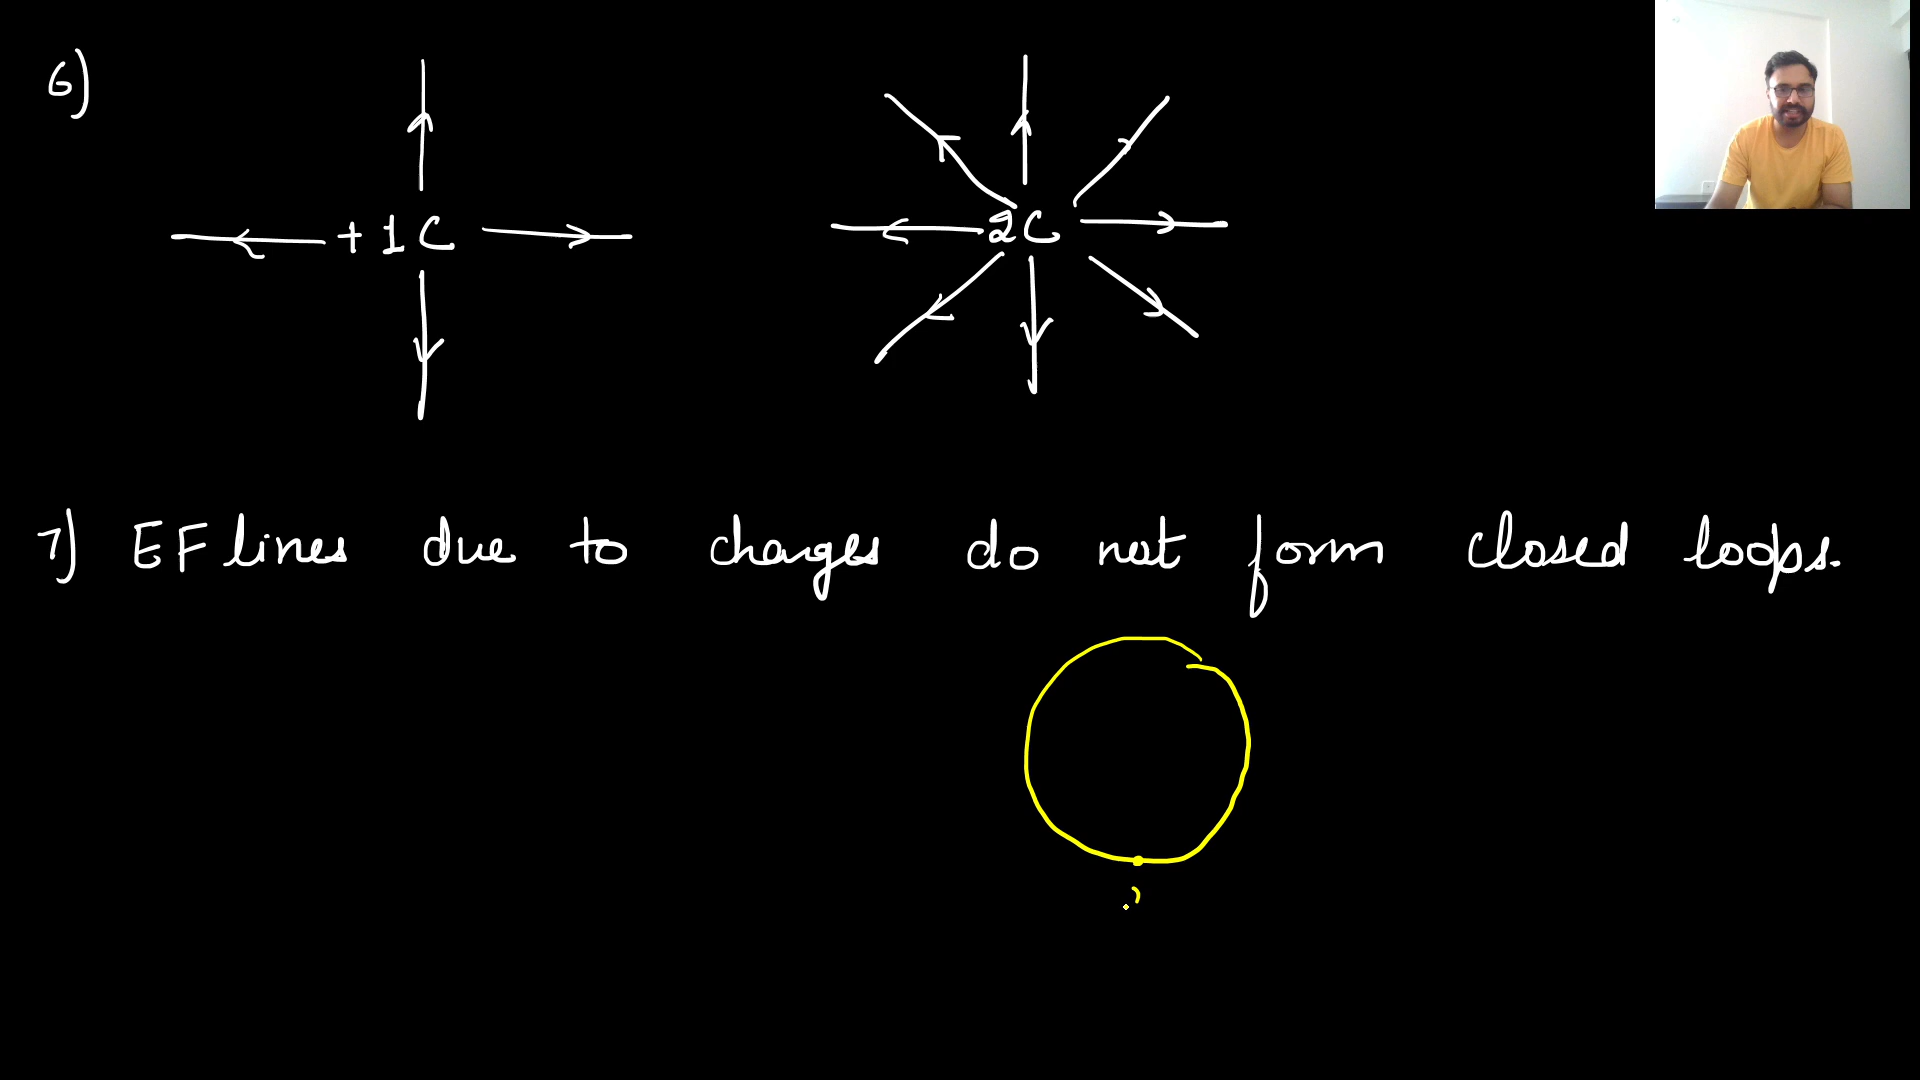 6)
+1C 2C
7) EF lines due to charges do not form closed loops.